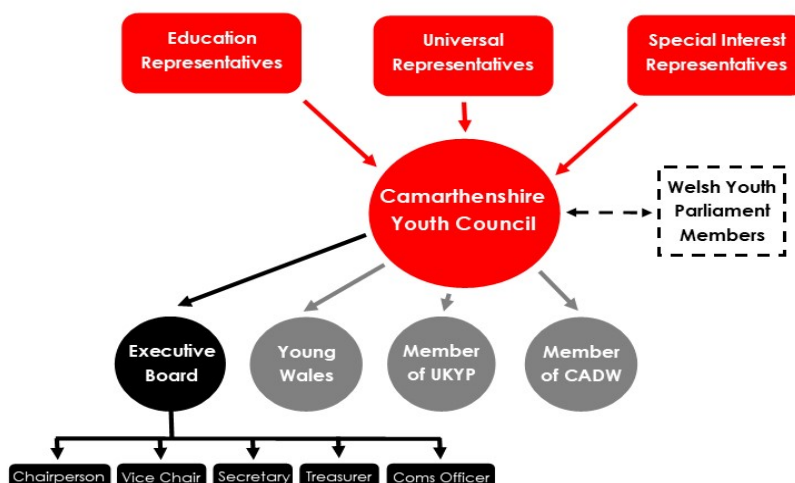 Education
Representatives
Universal
Representatives
Special Interest
Representatives
Camarthenshire
Youth Council
Welsh Youth
Parliament
Members
Executive
Board
Young
Wales
Member
of UKYP
Member
of CADW
Chairperson
Vice Chair
Secretary
Treasurer
Coms Officer